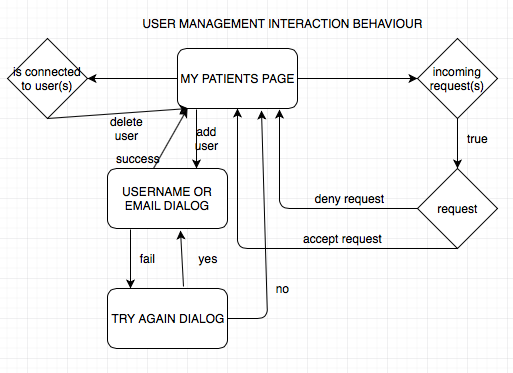 USER MANAGEMENT INTERACTION BEHAVIOUR
is connected
to user(s)
MY PATIENTS PAGE
incoming
request(s)
delete
user
add
user
true
success
USERNAME OR
EMAIL DIALOG
deny request
request
accept request
fail
yes
no
TRY AGAIN DIALOG